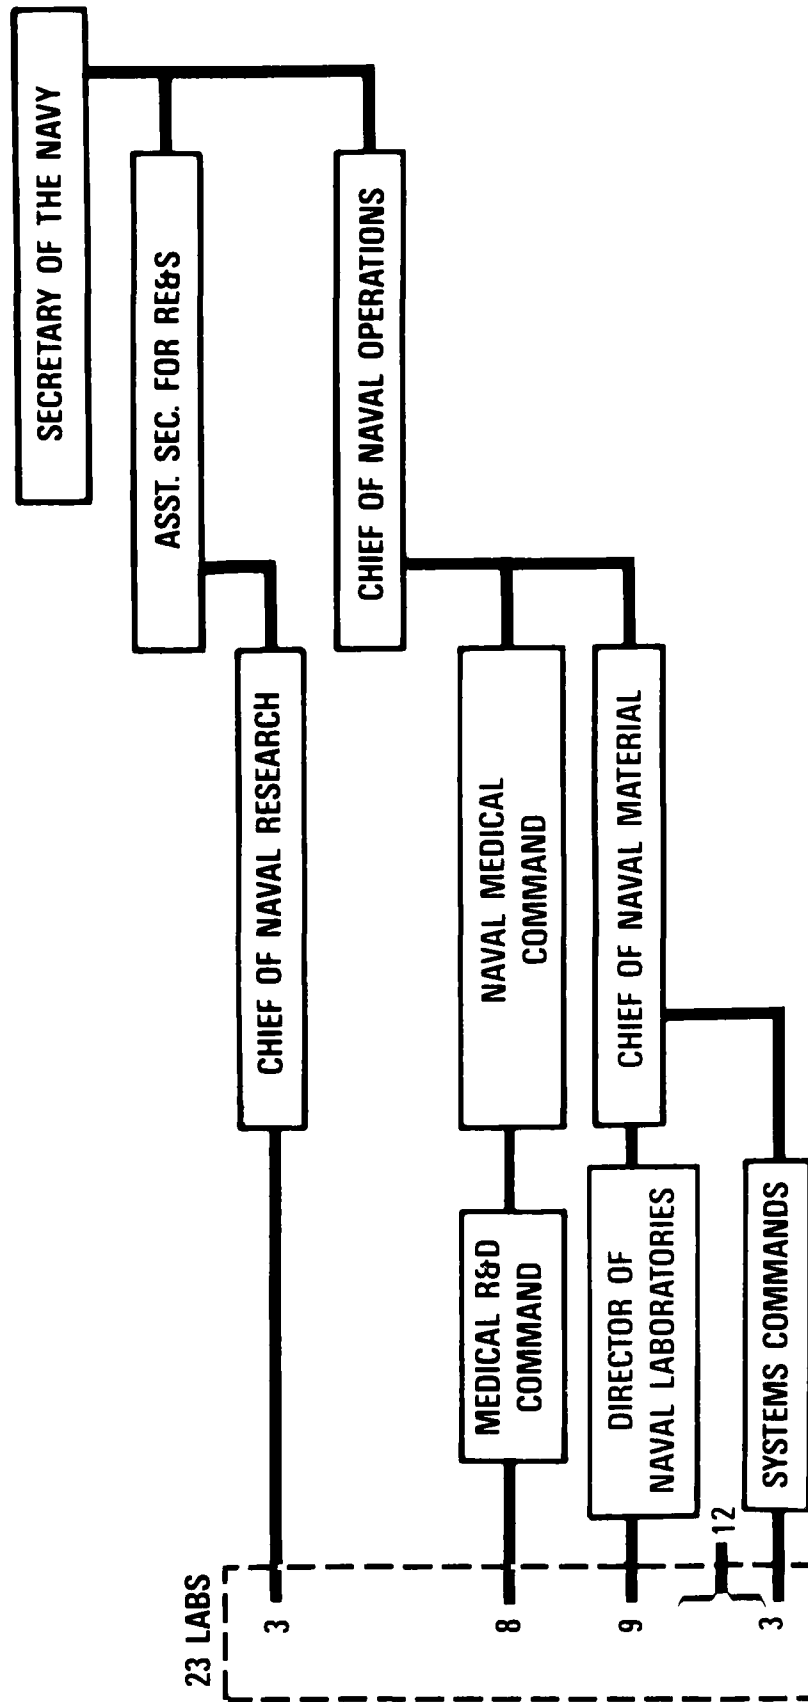 SECRETARY OF THE NAVY
ASST. SEC. FOR RE&S
CHIEF OF NAVAL OPERATIONS
CHIEF OF NAVAL RESEARCH
NAVAL MEDICAL
COMMAND
CHIEF OF NAVAL MATERIAL
MEDICAL R&D
COMMAND
DIRECTOR OF
NAVAL LABORATORIES
SYSTEMS COMMANDS
23 LABS
3
8
9
12
3